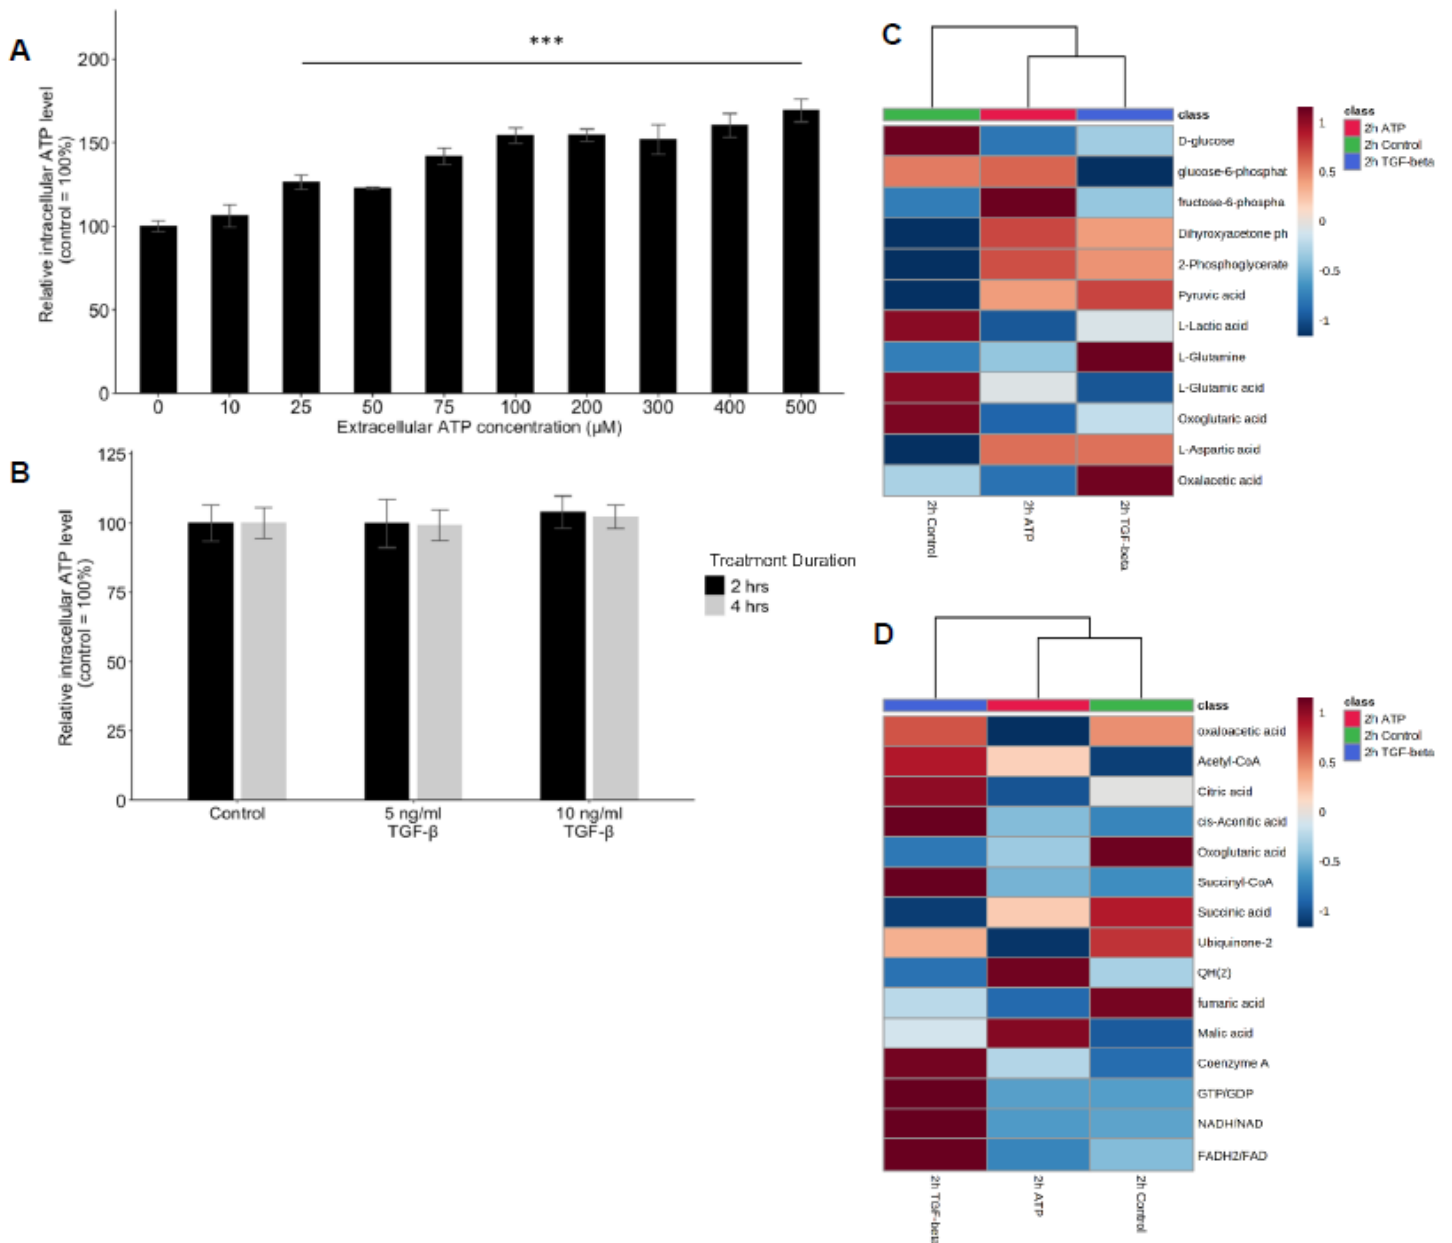 A
Relative intracellular ATP level
(control = 100%)
200
150
100
50
0
***
0 10 25 50 75 100 200 300 400 500
Extracellular ATP concentration (µM)
B
Relative intracellular ATP level
(control = 100%)
125
100
75
50
25
0
Control
5 ng/ml
TGF-β
10 ng/ml
TGF-β
Treatment Duration
2 hrs
4 hrs
C
class
D-glucose
glucose-6-phosphat
fructose-6-phospha
Dihyroxyacetone ph
2-Phosphoglycerate
Pyruvic acid
L-Lactic acid
L-Glutamine
L-Glutamic acid
Oxoglutaric acid
L-Aspartic acid
Oxalacetic acid
2h Control
2h ATP
2h TGF-beta
1
0.5
0
-0.5
-1
class
2h ATP
2h Control
2h TGF-beta
D
class
oxaloacetic acid
Acetyl-CoA
Citric acid
cis-Aconitic acid
Oxoglutaric acid
Succinyl-CoA
Succinic acid
Ubiquinone-2
QH(2)
fumaric acid
Malic acid
Coenzyme A
GTP/GDP
NADH/NAD
FADH2/FAD
2h TGF-beta
2h ATP
2h Control
1
0.5
0
-0.5
-1
class
2h ATP
2h Control
2h TGF-beta